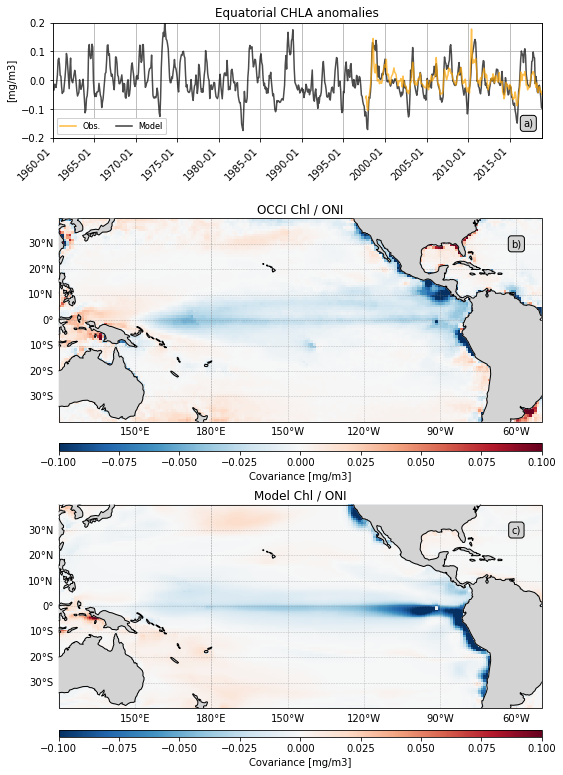 Equatorial CHLA anomalies
0.2
0.1
0.0
−0.1
−0.2
[mg/m3]
Obs. Model
a)
1960-01 1965-01 1970-01 1975-01 1980-01 1985-01 1990-01 1995-01 2000-01 2005-01 2010-01 2015-01
OCCI Chl / ONI
b)
30°N
20°N
10°N
0°
10°S
20°S
30°S
150°E 180°W 150°W 120°W 90°W 60°W
−0.100 −0.075 −0.050 −0.025 0.000 0.025 0.050 0.075 0.100
Covariance [mg/m3]
Model Chl / ONI
c)
30°N
20°N
10°N
0°
10°S
20°S
30°S
150°E 180°W 150°W 120°W 90°W 60°W
−0.100 −0.075 −0.050 −0.025 0.000 0.025 0.050 0.075 0.100
Covariance [mg/m3]